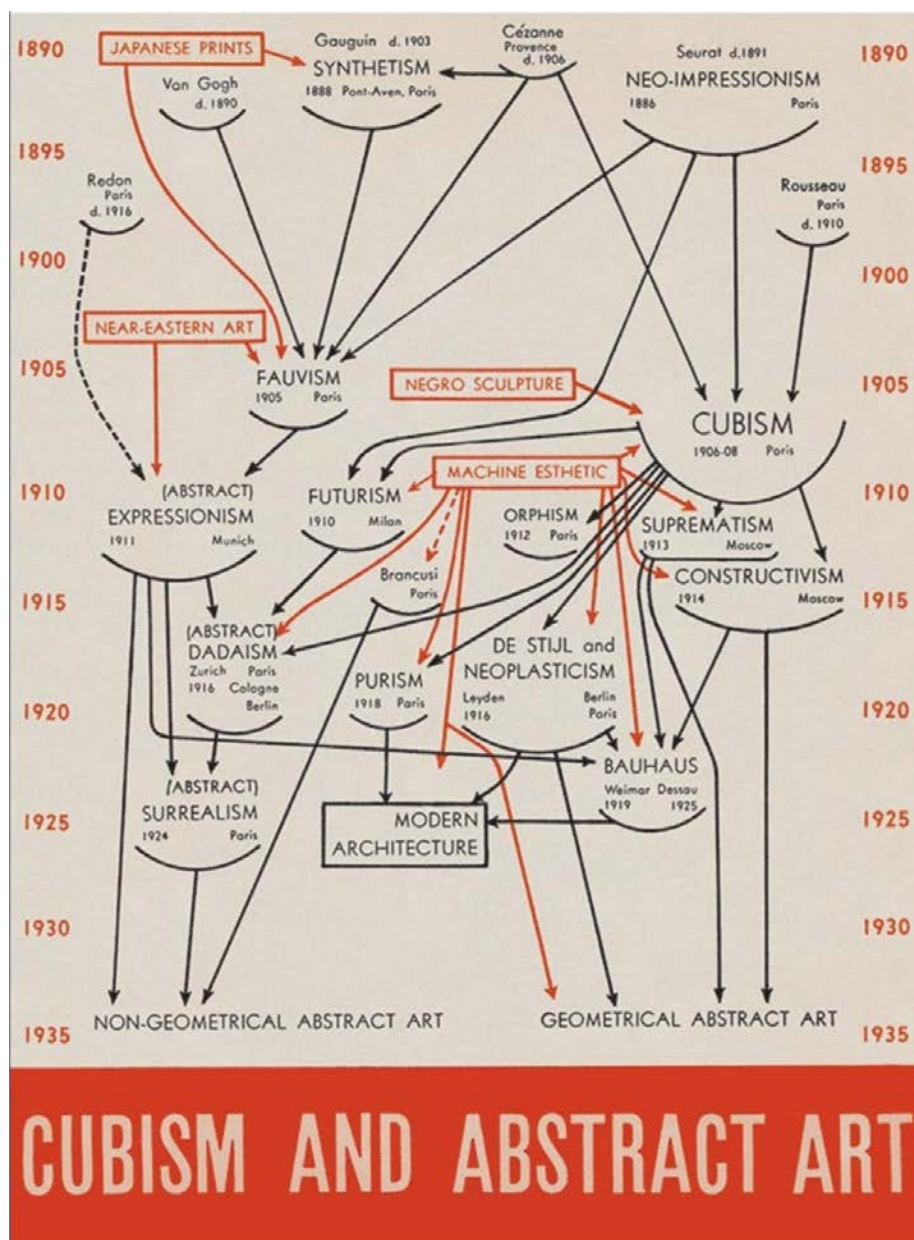 1890
JAPANESE PRINTS
Gauguin d. 1903
SYNTHETISM
1888 Pont-Aven, Paris
Cézanne
Provence
d. 1906
Seurat d.1891
NEO-IMPRESSIONISM
1886 Paris
1890
Van Gogh
d. 1890
1895
1895
Redon
Paris
d. 1916
Rousseau
Paris
d. 1910
1900
1900
NEAR-EASTERN ART
1905
FAUVISM
1905 Paris
NEGRO SCULPTURE
1905
CUBISM
1906-08 Paris
1910
(ABSTRACT)
EXPRESSIONISM
1911 Munich
FUTURISM
1910 Milan
MACHINE ESTHETIC
ORPHISM
1912 Paris
SUPREMATISM
1913 Moscow
1910
CONSTRUCTIVISM
1914 Moscow
Brancusi
Paris
1915
1915
(ABSTRACT)
DADAISM
Zurich Paris
1916 Cologne
Berlin
PURISM
1918 Paris
DE STIJL and
NEOPLASTICISM
Leyden Berlin
1916 Paris
1920
1920
BAUHAUS
Weimar Dessau
1919 1925
(ABSTRACT)
SURREALISM
1924 Paris
1925
MODERN
ARCHITECTURE
1925
1930
1930
NON-GEOMETRICAL ABSTRACT ART
GEOMETRICAL ABSTRACT ART
1935
1935
CUBISM AND ABSTRACT ART